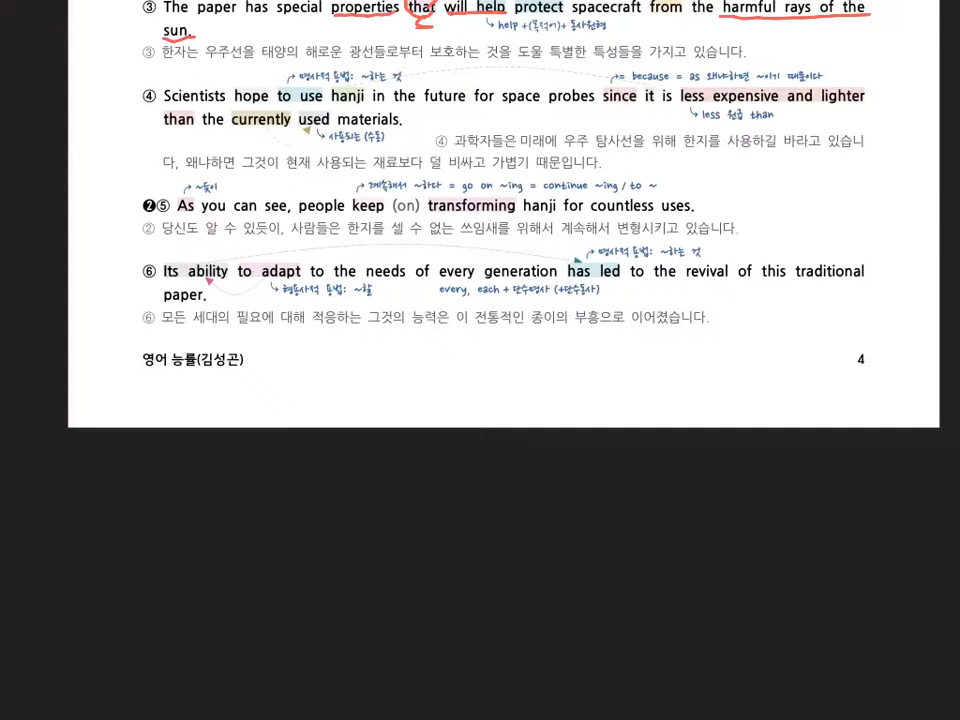 ③ The paper has special properties that will help protect spacecraft from the harmful rays of the
↳ help +(목적어)+ 동사원형
sun.
③ 한자는 우주선을 태양의 해로운 광선들로부터 보호하는 것을 도울 특별한 특성들을 가지고 있습니다.
명사적 용법: ~하는 것 = because = as 왜냐하면 ~이기 때문이다
④ Scientists hope to use hanji in the future for space probes since it is less expensive and lighter
↳ less 원급 than
than the currently used materials.
↳ 사용되는 (수동)
④ 과학자들은 미래에 우주 탐사선을 위해 한지를 사용하길 바라고 있습니
다, 왜냐하면 그것이 현재 사용되는 재료보다 덜 비싸고 가볍기 때문입니다.
~듯이 계속해서 ~하다 = go on ~ing = continue ~ing / to ~
❷⑤ As you can see, people keep (on) transforming hanji for countless uses.
② 당신도 알 수 있듯이, 사람들은 한지를 셀 수 없는 쓰임새를 위해서 계속해서 변형시키고 있습니다.
명사적 용법: ~하는 것
⑥ Its ability to adapt to the needs of every generation has led to the revival of this traditional
↳ 형용사적 용법: ~할 every, each + 단수명사 (+단수동사)
paper.
⑥ 모든 세대의 필요에 대해 적응하는 그것의 능력은 이 전통적인 종이의 부흥으로 이어졌습니다.
영어 능률(김성곤) 4